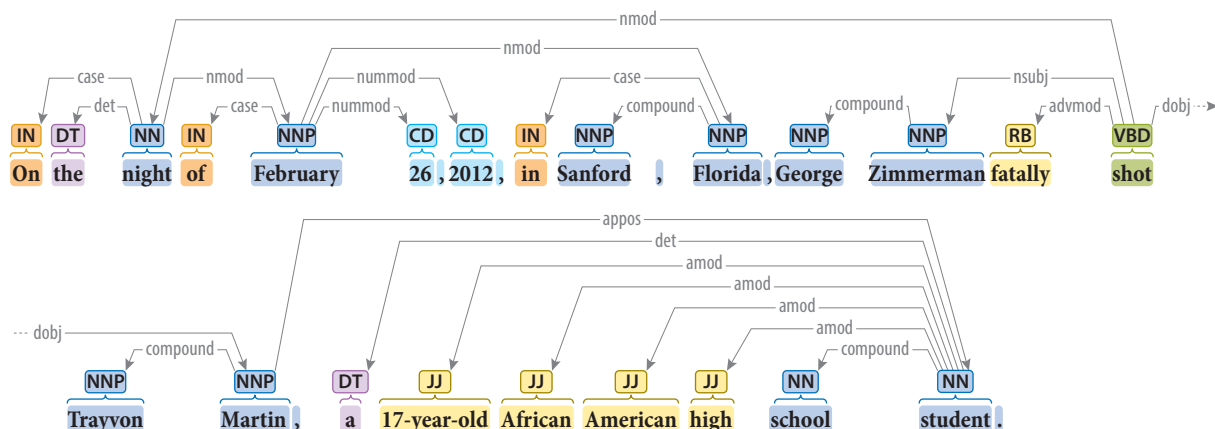 nmod
nmod
case nmod nummod case nsubj
det case nummod compound compound advmod dobj
IN DT NN IN NNP CD CD IN NNP NNP NNP NNP RB VBD
On the night of February 26 , 2012 , in Sanford , Florida , George Zimmerman fatally shot
appos
det
amod
amod
amod
dobj amod
compound compound
NNP NNP DT JJ JJ JJ JJ NN NN
Trayvon Martin , a 17-year-old African American high school student .